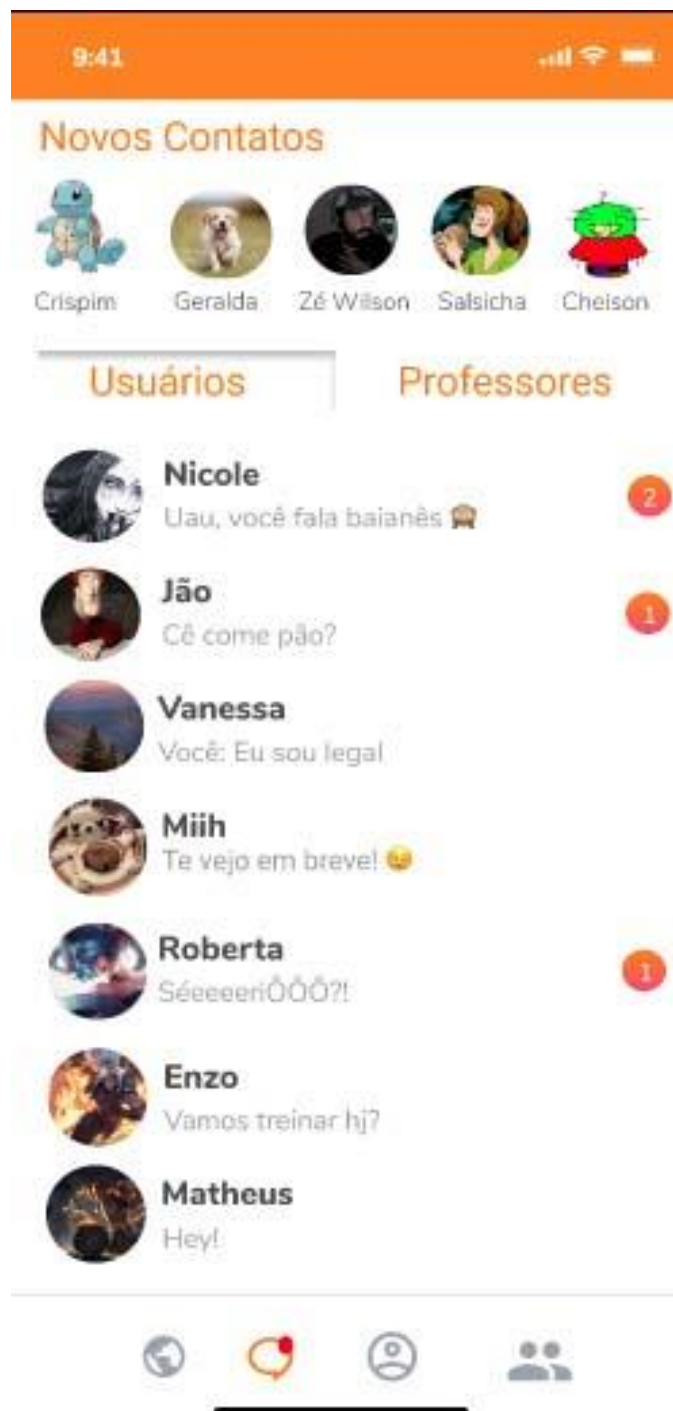 9:41
Novos Contatos
Crispim Geralda Zé Wilson Salsicha Cheison
Usuários Professores
Nicole
Uau, você fala baianês 🙈
2
Jão
Cê come pão?
1
Vanessa
Você: Eu sou legal
Miih
Te vejo em breve! 😉
Roberta
SéeeeeriÔÔÔ?!
1
Enzo
Vamos treinar hj?
Matheus
Hey!